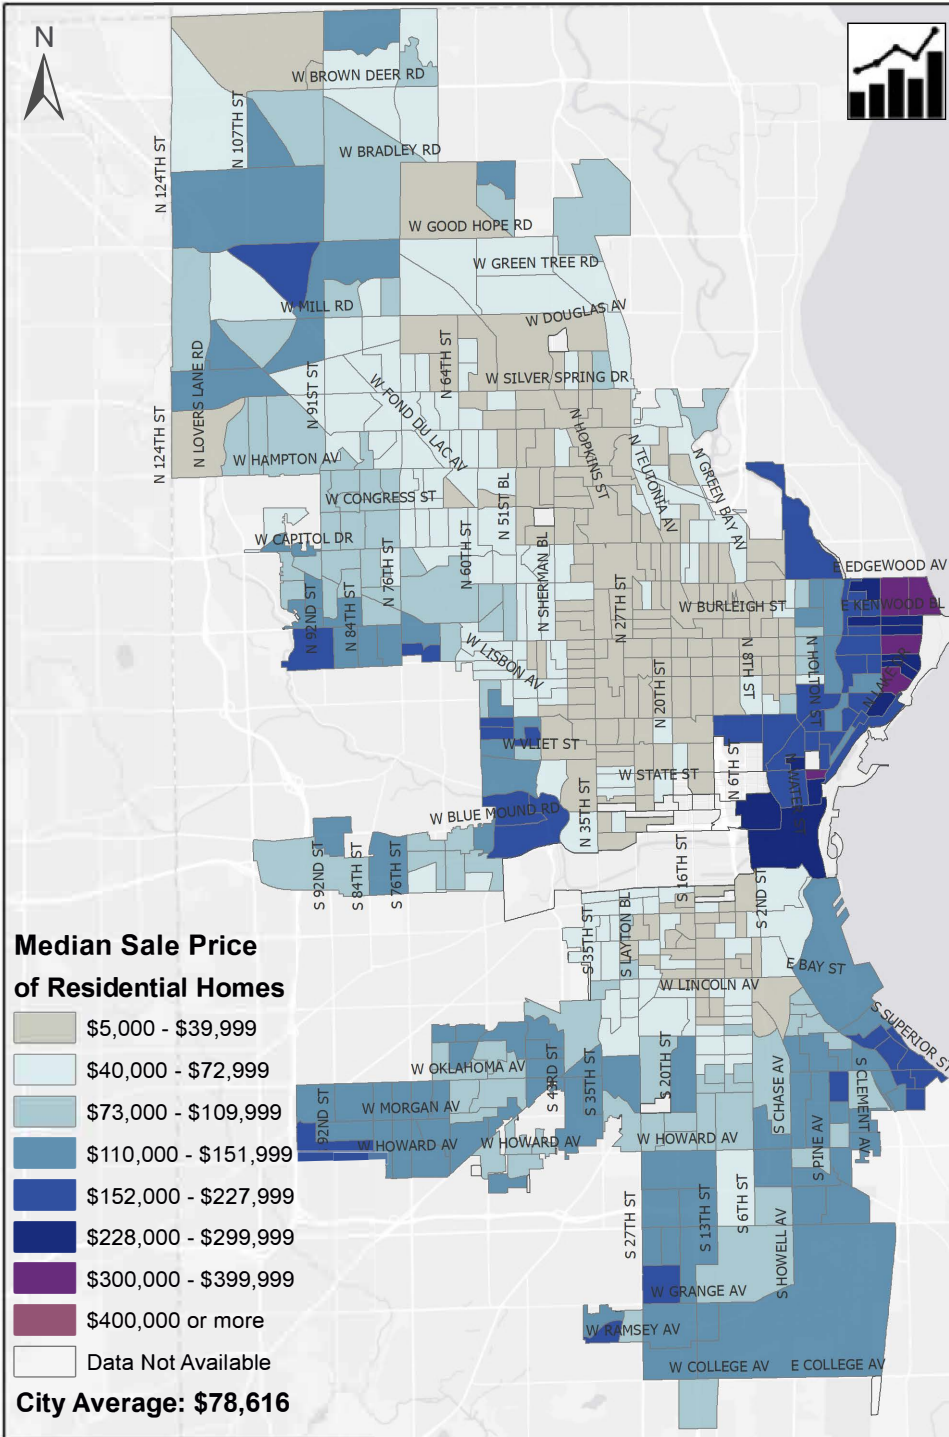 N
W BROWN DEER RD
N 107TH ST
W BRADLEY RD
N 124TH ST
W GOOD HOPE RD
W GREEN TREE RD
W MILL RD
W DOUGLAS AV
N LOVERS LANE RD
N 91ST ST
N 64TH ST
W SILVER SPRING DR
W FOND DU LAC AV
N 124TH ST
W HAMPTON AV
N HOPKINS ST
N TEUTONIA AV
N GREEN BAY AV
W CONGRESS ST
N 51ST BL
W CAPITOL DR
N 76TH ST
N 60TH ST
N SHERMAN BL
E EDGEWOOD AV
N 92ND ST
N 84TH ST
N 27TH ST
W BURLEIGH ST
E KENWOOD BL
W LISBON AV
N 20TH ST
N 8TH ST
N HOLTON ST
N LAKE DR
W VLIET ST
W STATE ST
N 6TH ST
N WATER ST
W BLUE MOUND RD
N 35TH ST
S 92ND ST
S 84TH ST
S 76TH ST
S 16TH ST
S 2ND ST
S 35TH ST
S LAYTON BL
E BAY ST
W LINCOLN AV
S SUPERIOR ST
W OKLAHOMA AV
S 43RD ST
S 35TH ST
S 20TH ST
S CHASE AV
S CLEMENT AV
92ND ST
W MORGAN AV
W HOWARD AV
W HOWARD AV
W HOWARD AV
S PINE AV
S 27TH ST
S 13TH ST
S 6TH ST
S HOWELL AV
W GRANGE AV
W RAMSEY AV
W COLLEGE AV
E COLLEGE AV
Median Sale Price
of Residential Homes
$5,000 - $39,999
$40,000 - $72,999
$73,000 - $109,999
$110,000 - $151,999
$152,000 - $227,999
$228,000 - $299,999
$300,000 - $399,999
$400,000 or more
Data Not Available
City Average: $78,616